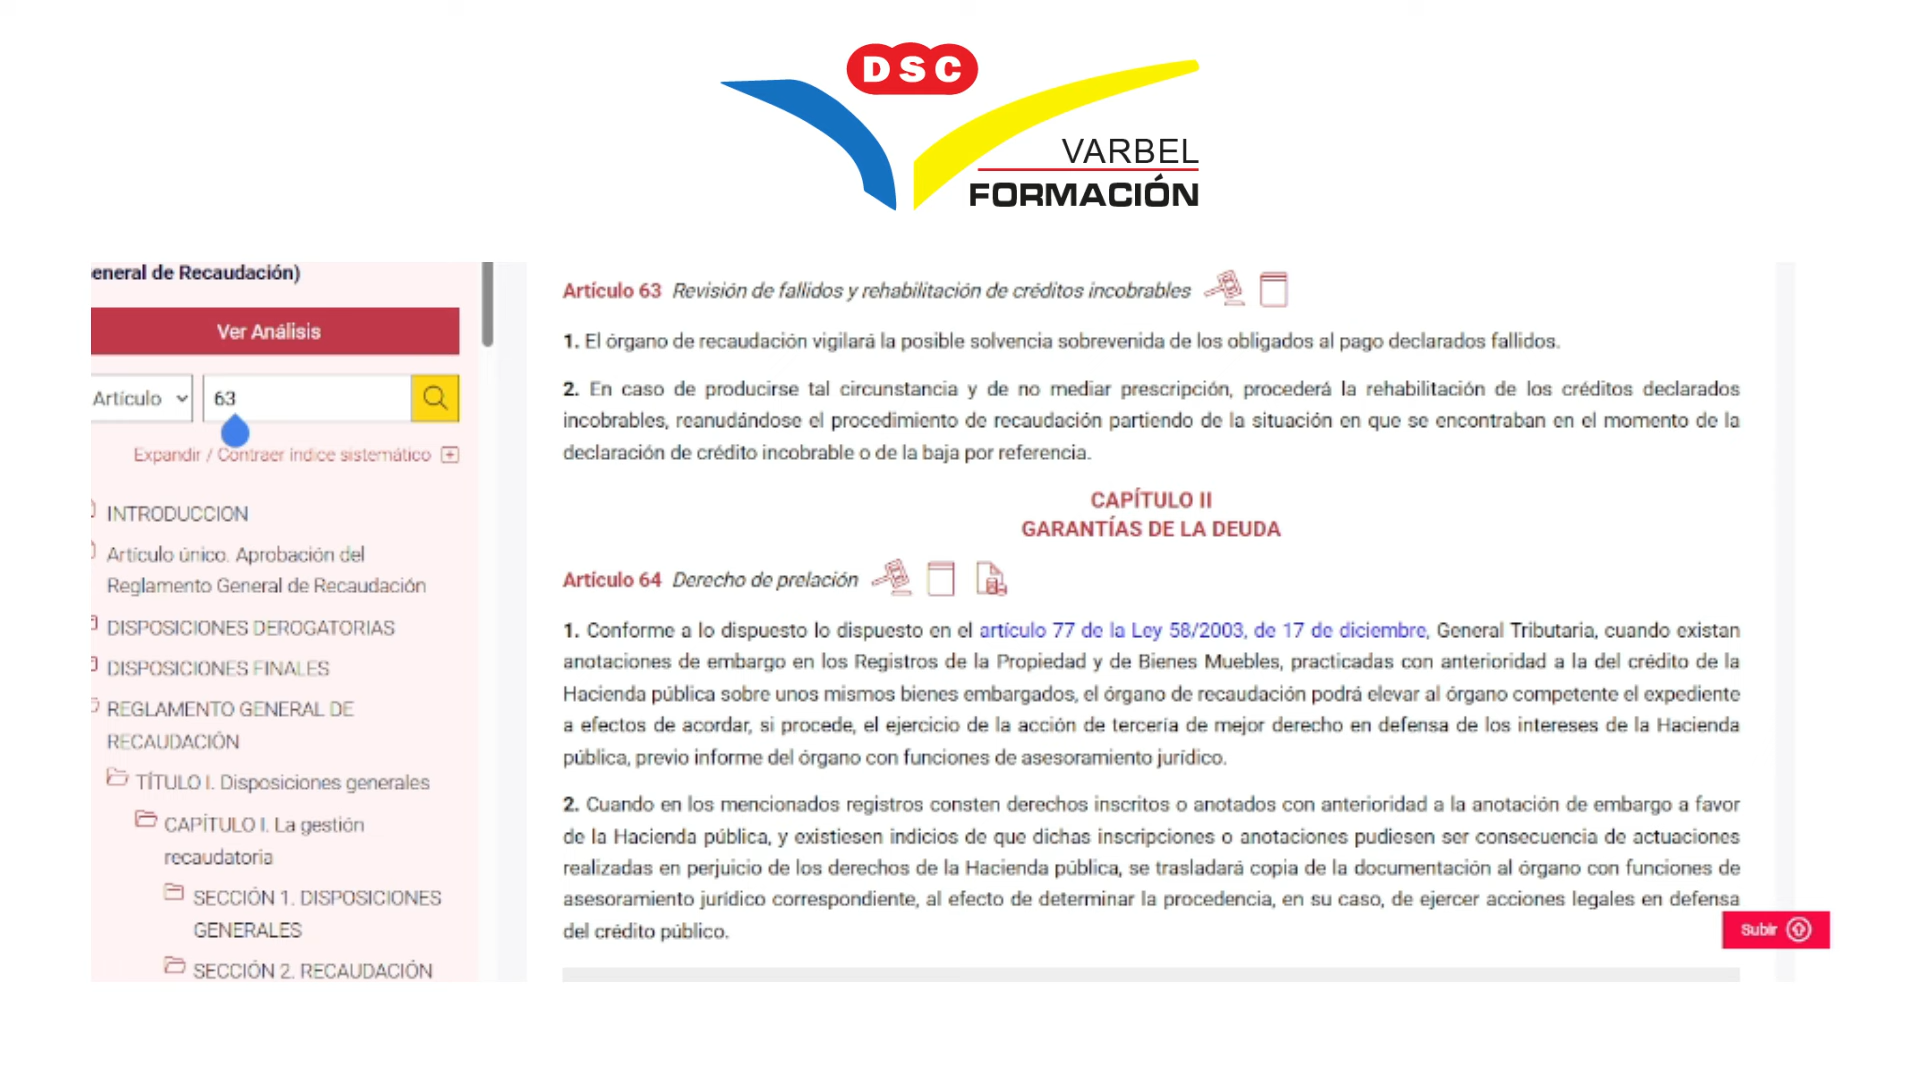 DSC
VARBEL
FORMACIÓN
eneral de Recaudación)
Ver Análisis
Artículo
63
Expandir / Contraer índice sistemático
INTRODUCCION
Artículo único. Aprobación del
Reglamento General de Recaudación
DISPOSICIONES DEROGATORIAS
DISPOSICIONES FINALES
REGLAMENTO GENERAL DE
RECAUDACIÓN
TÍTULO I. Disposiciones generales
CAPÍTULO I. La gestión
recaudatoria
SECCIÓN 1. DISPOSICIONES
GENERALES
SECCIÓN 2. RECAUDACIÓN
Artículo 63 Revisión de fallidos y rehabilitación de créditos incobrables
1. El órgano de recaudación vigilará la posible solvencia sobrevenida de los obligados al pago declarados fallidos.
2. En caso de producirse tal circunstancia y de no mediar prescripción, procederá la rehabilitación de los créditos declarados
incobrables, reanudándose el procedimiento de recaudación partiendo de la situación en que se encontraban en el momento de la
declaración de crédito incobrable o de la baja por referencia.
CAPÍTULO II
GARANTÍAS DE LA DEUDA
Artículo 64 Derecho de prelación
1. Conforme a lo dispuesto lo dispuesto en el artículo 77 de la Ley 58/2003, de 17 de diciembre, General Tributaria, cuando existan
anotaciones de embargo en los Registros de la Propiedad y de Bienes Muebles, practicadas con anterioridad a la del crédito de la
Hacienda pública sobre unos mismos bienes embargados, el órgano de recaudación podrá elevar al órgano competente el expediente
a efectos de acordar, si procede, el ejercicio de la acción de tercería de mejor derecho en defensa de los intereses de la Hacienda
pública, previo informe del órgano con funciones de asesoramiento jurídico.
2. Cuando en los mencionados registros consten derechos inscritos o anotados con anterioridad a la anotación de embargo a favor
de la Hacienda pública, y existiesen indicios de que dichas inscripciones o anotaciones pudiesen ser consecuencia de actuaciones
realizadas en perjuicio de los derechos de la Hacienda pública, se trasladará copia de la documentación al órgano con funciones de
asesoramiento jurídico correspondiente, al efecto de determinar la procedencia, en su caso, de ejercer acciones legales en defensa
del crédito público.
Subir